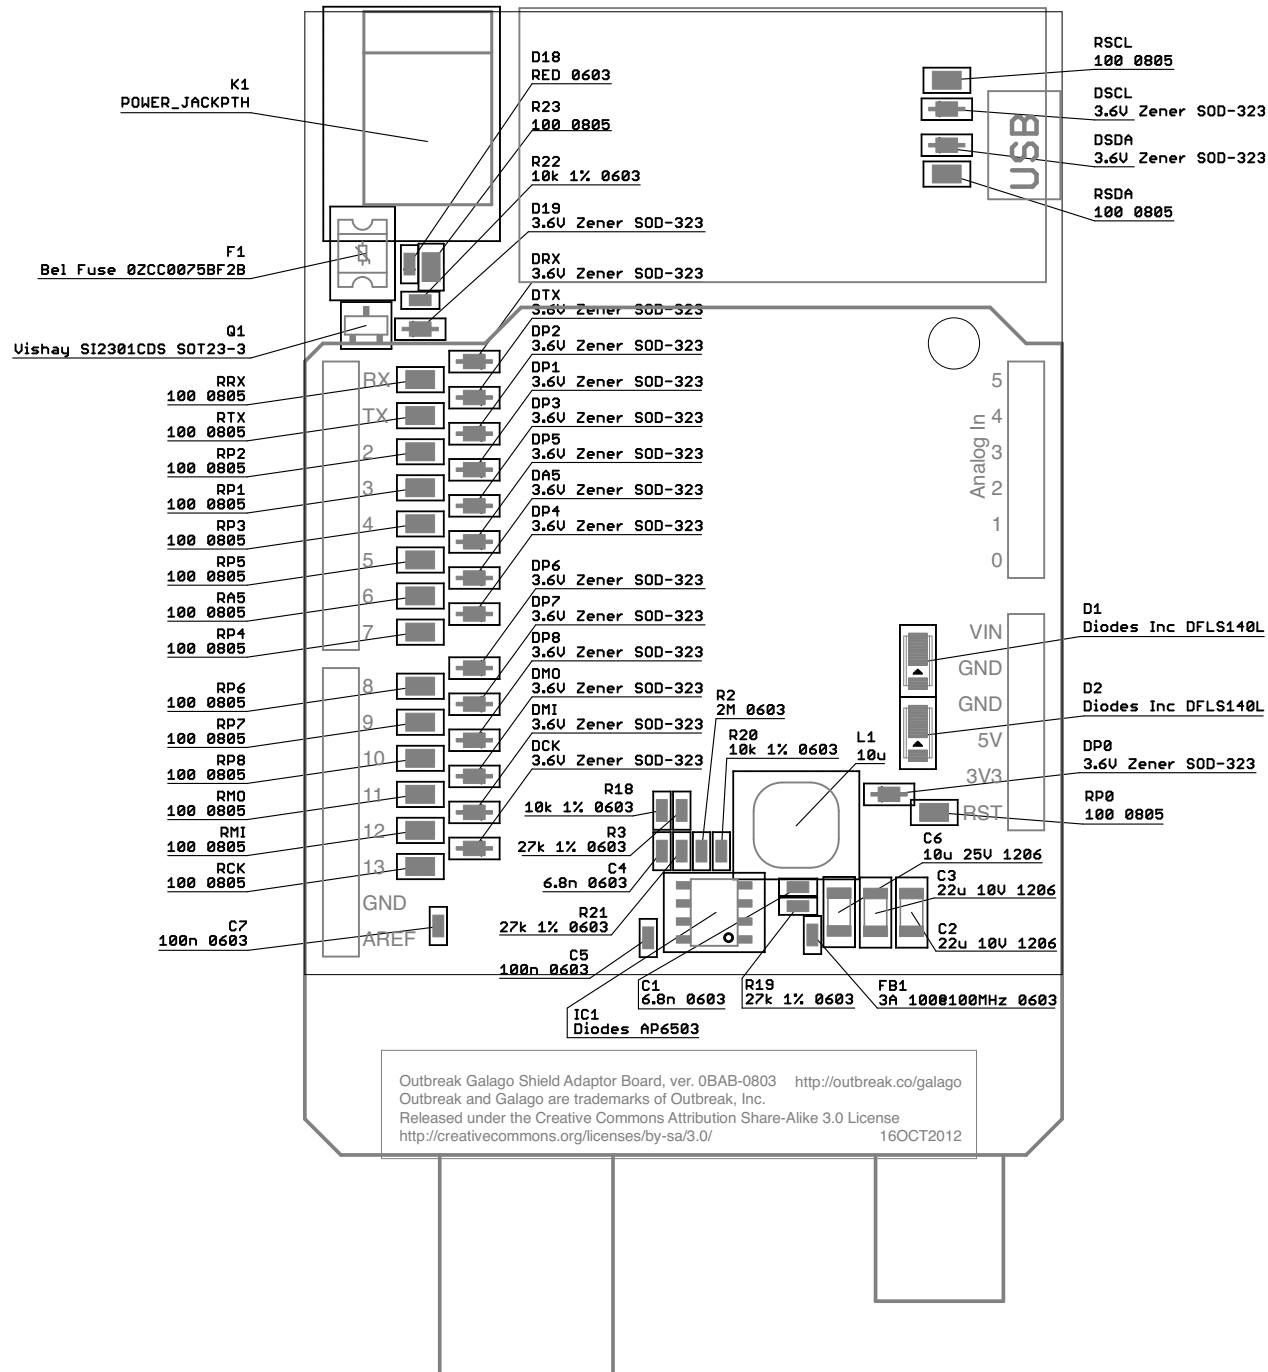 K1
POWER_JACKPTH
F1
Bel Fuse 0ZCC0075BF2B
Q1
Vishay SI2301CDS SOT23-3
RRX
100 0805
RTX
100 0805
RP2
100 0805
RP1
100 0805
RP3
100 0805
RP5
100 0805
RA5
100 0805
RP4
100 0805
RP6
100 0805
RP7
100 0805
RP8
100 0805
RMO
100 0805
RMI
100 0805
RCK
100 0805
C7
100n 0603
RX
TX
2
3
4
5
6
7
8
9
10
11
12
13
GND
AREF
D18
RED 0603
R23
100 0805
R22
10k 1% 0603
D19
3.6V Zener SOD-323
DRX
3.6V Zener SOD-323
DTX
3.6V Zener SOD-323
DP2
3.6V Zener SOD-323
DP1
3.6V Zener SOD-323
DP3
3.6V Zener SOD-323
DP5
3.6V Zener SOD-323
DA5
3.6V Zener SOD-323
DP4
3.6V Zener SOD-323
DP6
3.6V Zener SOD-323
DP7
3.6V Zener SOD-323
DP8
3.6V Zener SOD-323
DMO
3.6V Zener SOD-323
DMI
3.6V Zener SOD-323
DCK
3.6V Zener SOD-323
R2
2M 0603
R20
10k 1% 0603
L1
10u
R18
10k 1% 0603
R3
27k 1% 0603
C4
6.8n 0603
R21
27k 1% 0603
C5
100n 0603
IC1
Diodes AP6503
C1
6.8n 0603
R19
27k 1% 0603
FB1
3A 100@100MHz 0603
USB
RSCL
100 0805
DSCL
3.6V Zener SOD-323
DSDA
3.6V Zener SOD-323
RSDA
100 0805
Analog In
5
4
3
2
1
0
VIN
GND
GND
5V
3V3
RST
D1
Diodes Inc DFLS140L
D2
Diodes Inc DFLS140L
DP0
3.6V Zener SOD-323
RP0
100 0805
C6
10u 25V 1206
C3
22u 10V 1206
C2
22u 10V 1206
Outbreak Galago Shield Adaptor Board, ver. 0BAB-0803 http://outbreak.co/galago
Outbreak and Galago are trademarks of Outbreak, Inc.
Released under the Creative Commons Attribution Share-Alike 3.0 License
http://creativecommons.org/licenses/by-sa/3.0/ 16OCT2012